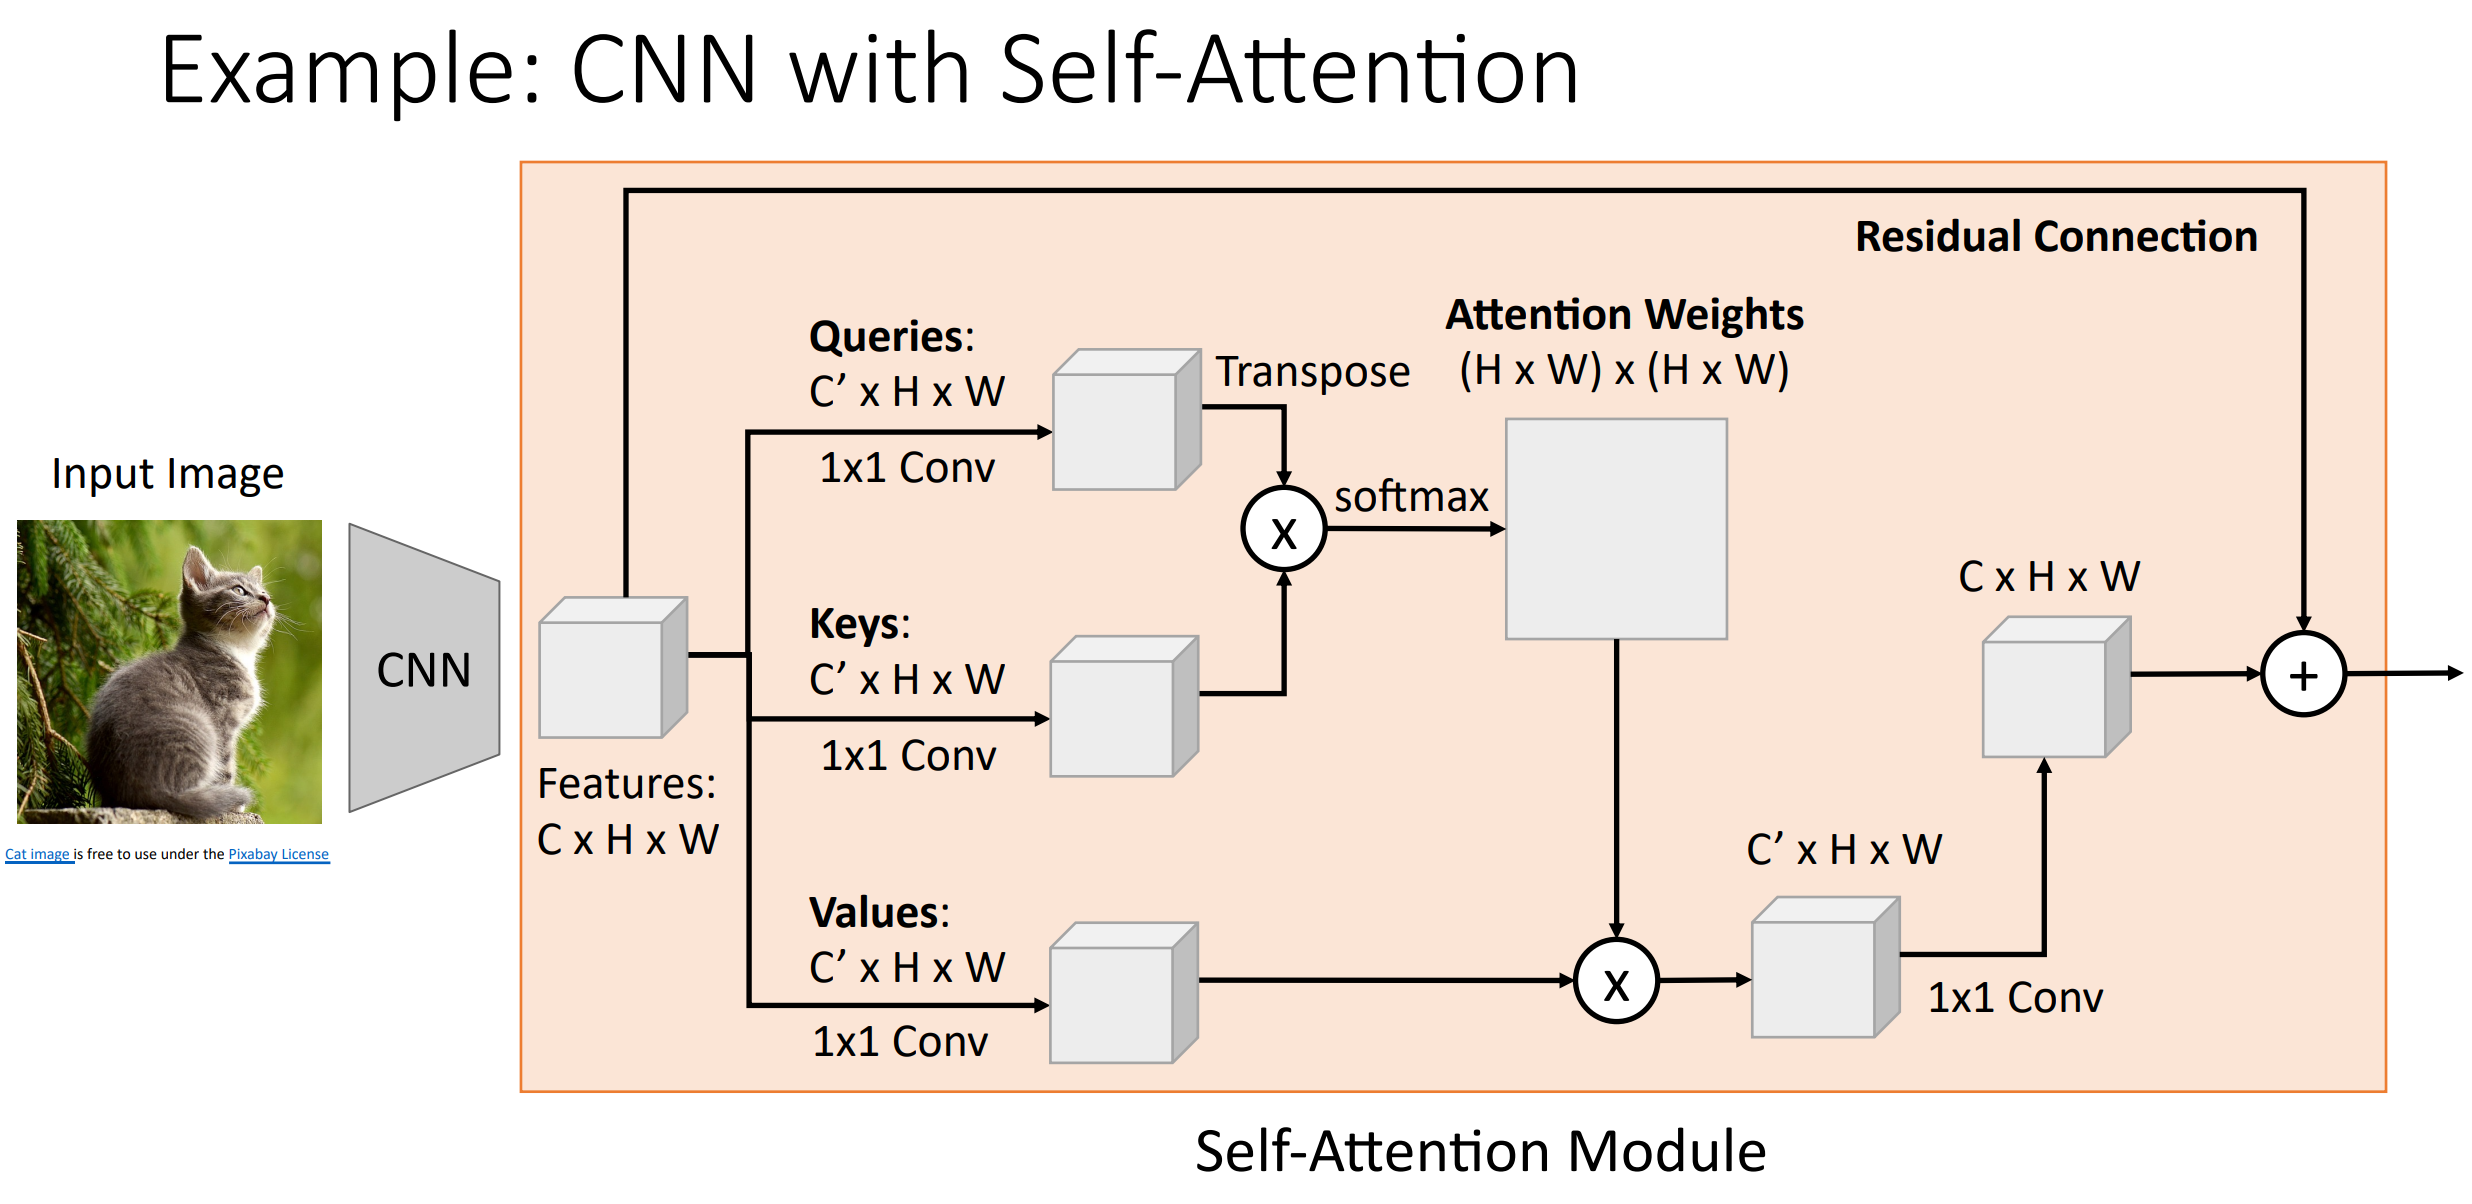 Example: CNN with Self-Attention
Residual Connection
Attention Weights
(H x W) x (H x W)
Queries:
C’ x H x W
Transpose
1x1 Conv
softmax
x
Input Image
CNN
Cat image is free to use under the Pixabay License
Features:
C x H x W
Keys:
C’ x H x W
1x1 Conv
Values:
C’ x H x W
1x1 Conv
x
C’ x H x W
1x1 Conv
C x H x W
+
Self-Attention Module